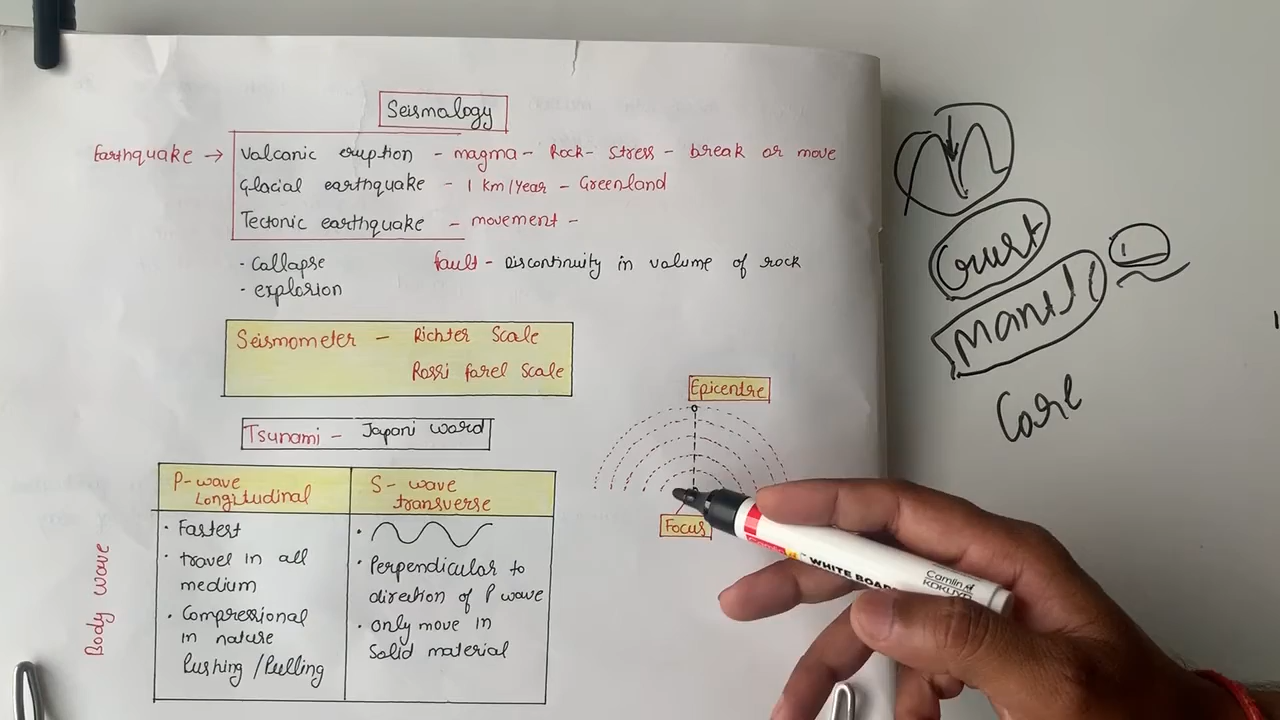 Seismalogy
Earthquake → Volcanic eruption - magma - Rock - stress - break or move
Glacial earthquake - 1 km/year - Greenland
Tectonic earthquake - movement -
• Collapse
• explosion
fault - Discontinuity in volume of rock
Seismometer - Richter Scale
Rossi farel Scale
Epicentre
Tsunami - Japani word
P-wave
Longitudinal
S-wave
transverse
• Fastest
• travel in all
medium
• Compressional
in nature
Pushing/Pulling
• Perpendicular to
direction of P wave
• Only move in
Solid material
Body wave
Focus
Crust
Mantl
Core
WHITE BOARD
Camlin
KOKUYO